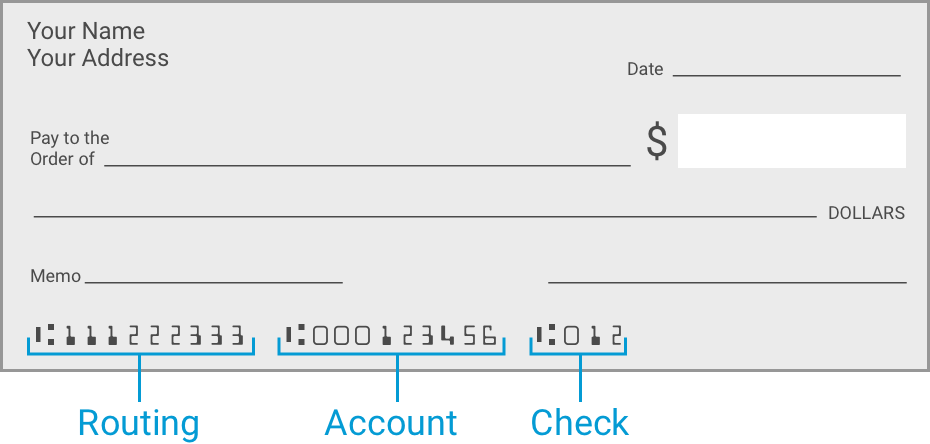 Your Name
Your Address
Date
Pay to the
Order of
$
DOLLARS
Memo
⑆111222333 ⑆000123456 ⑆012
Routing Account Check